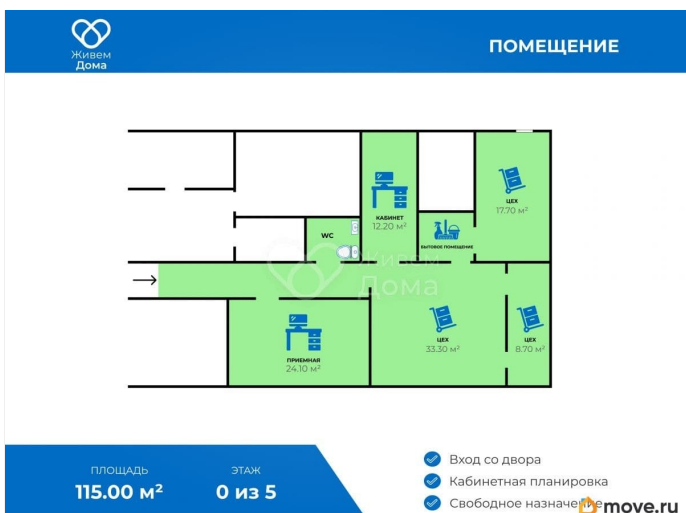 Живем
Дома
ПОМЕЩЕНИЕ
КАБИНЕТ
12.20 м²
ЦЕХ
17.70 м²
WC
БЫТОВОЕ ПОМЕЩЕНИЕ
Живем
Дома
ПРИЕМНАЯ
24.10 м²
ЦЕХ
33.30 м²
ЦЕХ
8.70 м²
ПЛОЩАДЬ
115.00 м²
ЭТАЖ
0 из 5
Вход со двора
Кабинетная планировка
Свободное назначение
move.ru